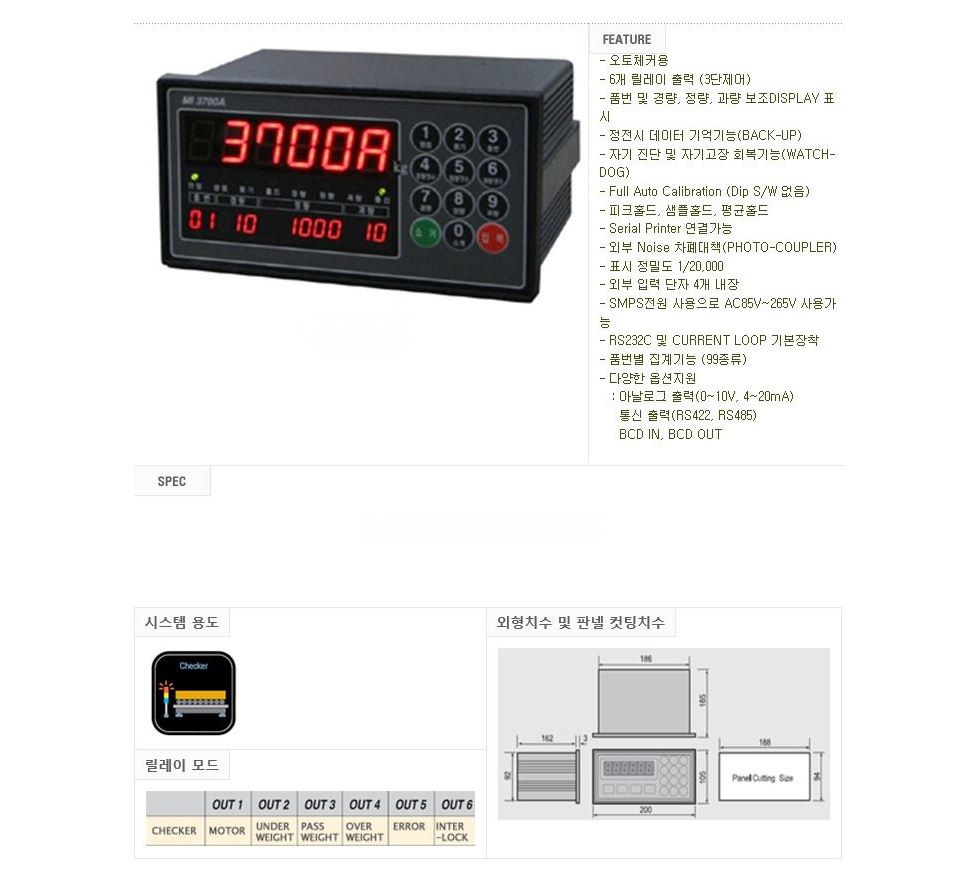 MI 3700A
3700A
kg
01 10 1000 10
1
2
3
4
5
6
7
8
9
소 거
0
입 력
FEATURE
- 오토체커용
- 6개 릴레이 출력 (3단제어)
- 품번 및 경량, 정량, 과량 보조DISPLAY 표
시
- 정전시 데이터 기억기능(BACK-UP)
- 자기 진단 및 자기고장 회복기능(WATCH-
DOG)
- Full Auto Calibration (Dip S/W 없음)
- 피크홀드, 샘플홀드, 평균홀드
- Serial Printer 연결가능
- 외부 Noise 차폐대책(PHOTO-COUPLER)
- 표시 정밀도 1/20,000
- 외부 입력 단자 4개 내장
- SMPS전원 사용으로 AC85V~265V 사용가
능
- RS232C 및 CURRENT LOOP 기본장착
- 품번별 집계기능 (99종류)
- 다양한 옵션지원
: 아날로그 출력(0~10V, 4~20mA)
통신 출력(RS422, RS485)
BCD IN, BCD OUT
SPEC
시스템 용도
Checker
릴레이 모드
OUT 1 OUT 2 OUT 3 OUT 4 OUT 5 OUT 6
CHECKER MOTOR UNDER WEIGHT PASS WEIGHT OVER WEIGHT ERROR INTER -LOCK
외형치수 및 판넬 컷팅치수
186
165
162
3
92
105
200
188
94
Panel Cutting Size